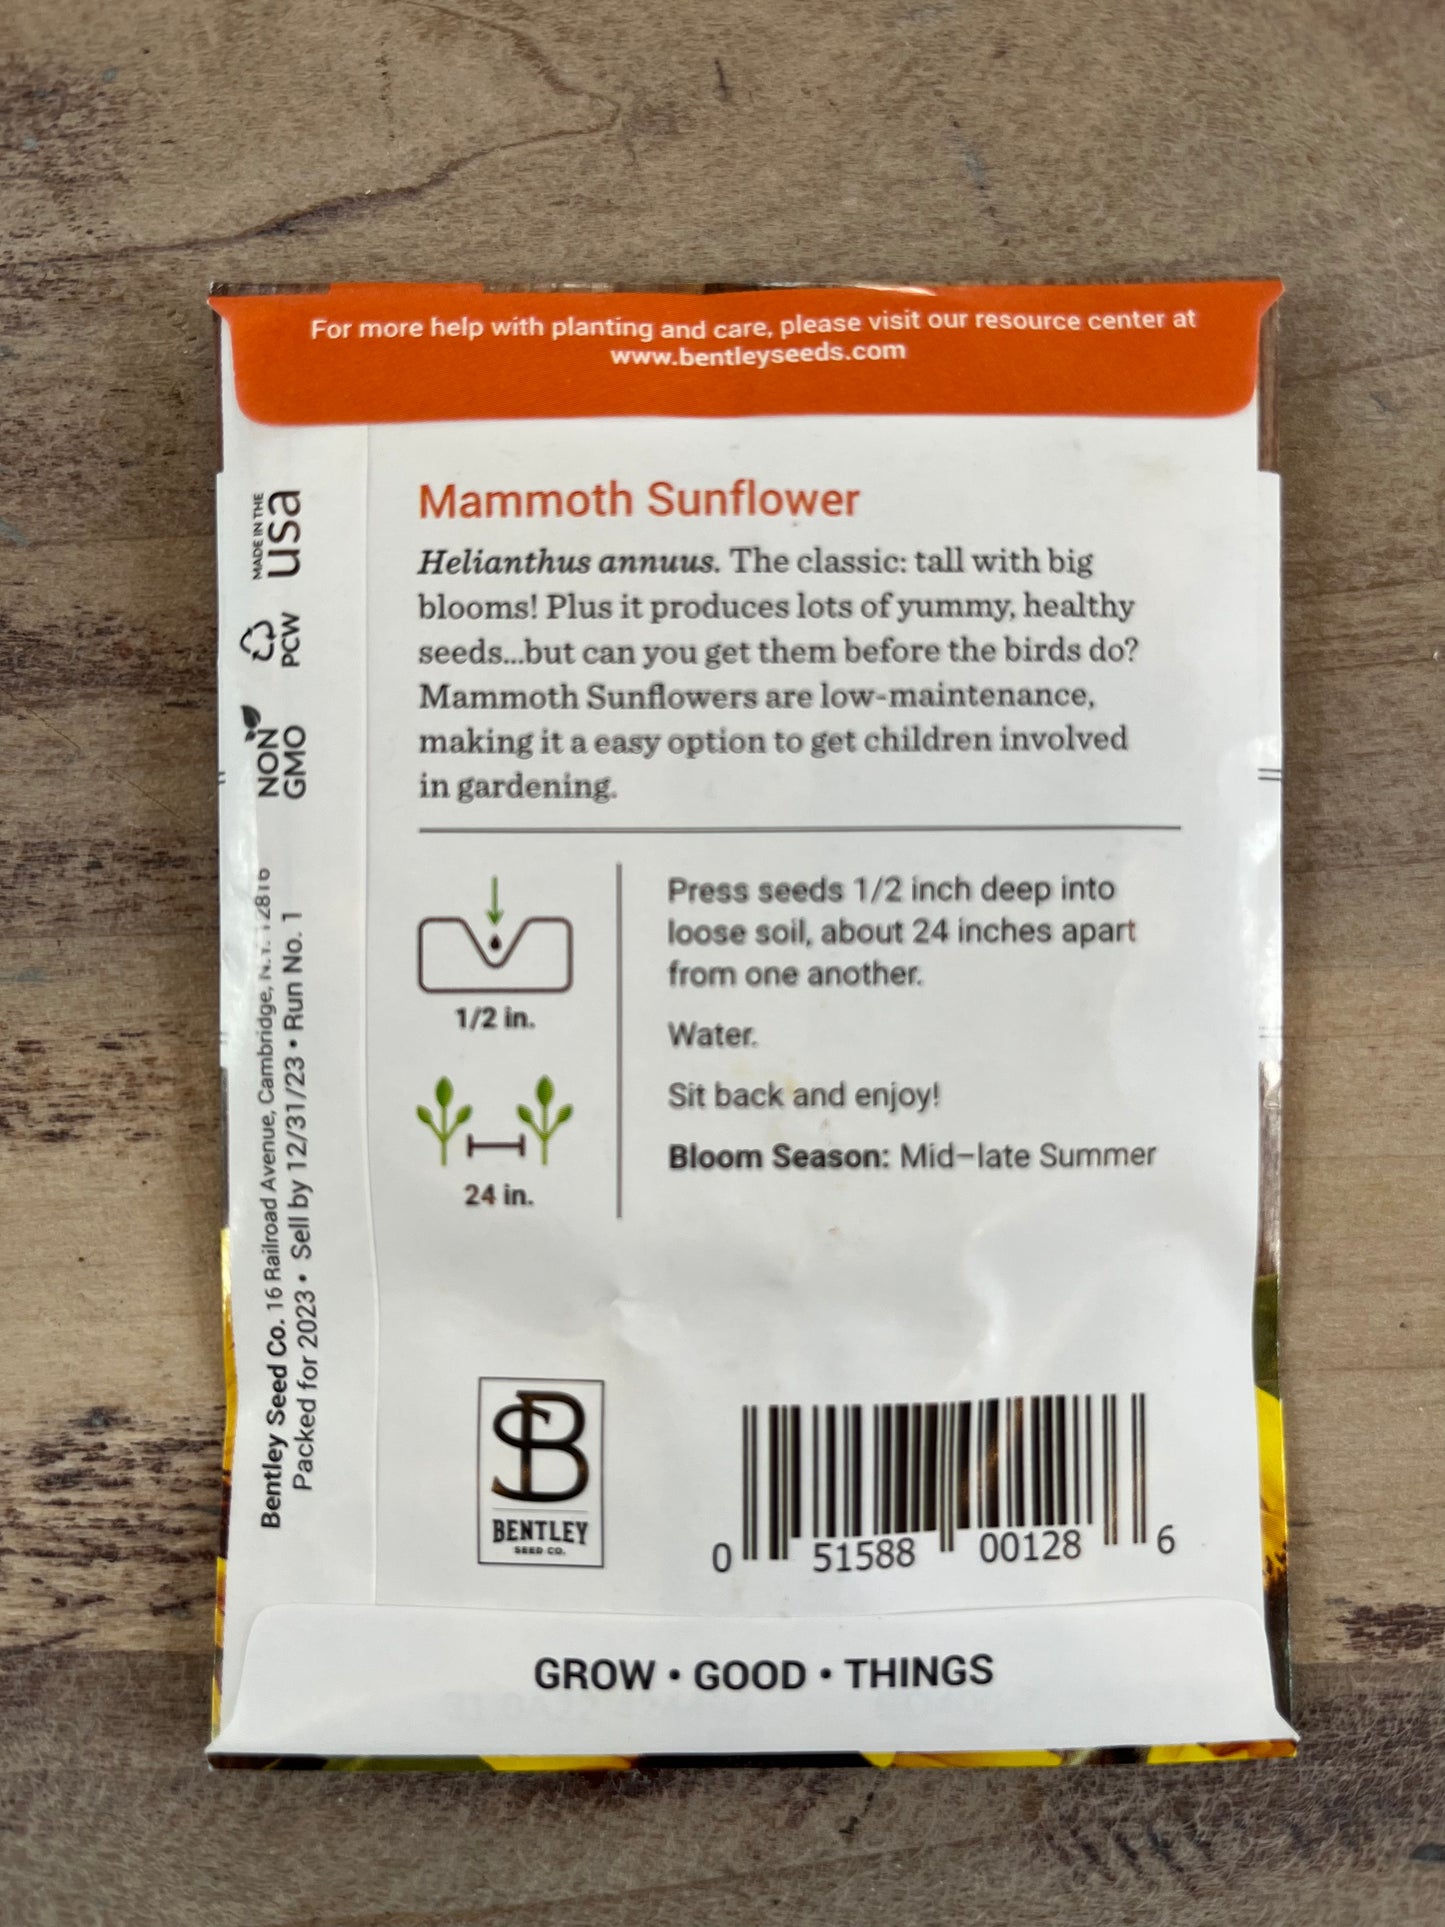 For more help with planting and care, please visit our resource center at
www.bentleyseeds.com
MADE IN THE
usa
PCW
NON
GMO
Bentley Seed Co. 16 Railroad Avenue, Cambridge, N.Y. 12816
Packed for 2023 • Sell by 12/31/23 • Run No. 1
Mammoth Sunflower
Helianthus annuus. The classic: tall with big
blooms! Plus it produces lots of yummy, healthy
seeds...but can you get them before the birds do?
Mammoth Sunflowers are low-maintenance,
making it a easy option to get children involved
in gardening.
1/2 in.
24 in.
Press seeds 1/2 inch deep into
loose soil, about 24 inches apart
from one another.
Water.
Sit back and enjoy!
Bloom Season: Mid–late Summer
SB
BENTLEY
SEED CO.
0 51588 00128 6
GROW • GOOD • THINGS